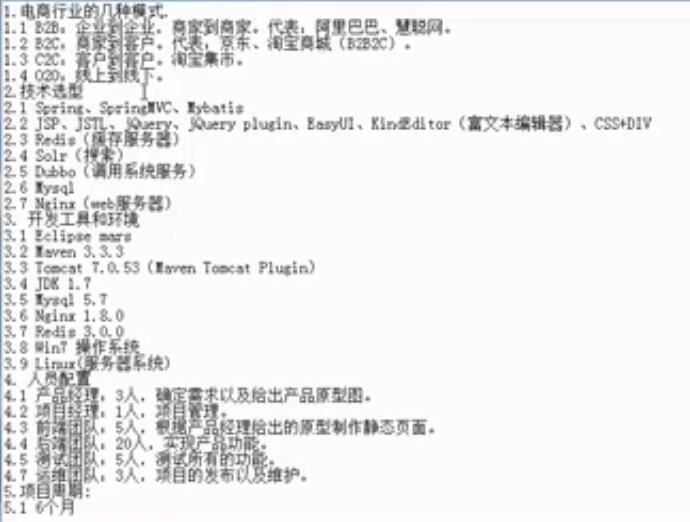 1.电商行业的几种模式.
1.1 B2B：企业到企业，商家到商家。代表：阿里巴巴、慧聪网。
1.2 B2C：商家到客户。代表：京东、淘宝商城（B2B2C）。
1.3 C2C：客户到客户。淘宝集市。
1.4 O2O：线上到线下。
2.技术选型
2.1 Spring、SpringMVC、Mybatis
2.2 JSP、JSTL、jQuery、jQuery plugin、EasyUI、KindEditor（富文本编辑器）、CSS+DIV
2.3 Redis（缓存服务器）
2.4 Solr（搜索）
2.5 Dubbo（调用系统服务）
2.6 Mysql
2.7 Nginx（web服务器）
3. 开发工具和环境
3.1 Eclipse mars
3.2 Maven 3.3.3
3.3 Tomcat 7.0.53（Maven Tomcat Plugin）
3.4 JDK 1.7
3.5 Mysql 5.7
3.6 Nginx 1.8.0
3.7 Redis 3.0.0
3.8 Win7 操作系统
3.9 Linux(服务器系统)
4. 人员配置
4.1 产品经理：3人，确定需求以及给出产品原型图。
4.2 项目经理：1人，项目管理。
4.3 前端团队：5人，根据产品经理给出的原型制作静态页面。
4.4 后端团队：20人，实现产品功能。
4.5 测试团队：5人，测试所有的功能。
4.7 运维团队：3人，项目的发布以及维护。
5.项目周期：
5.1 6个月